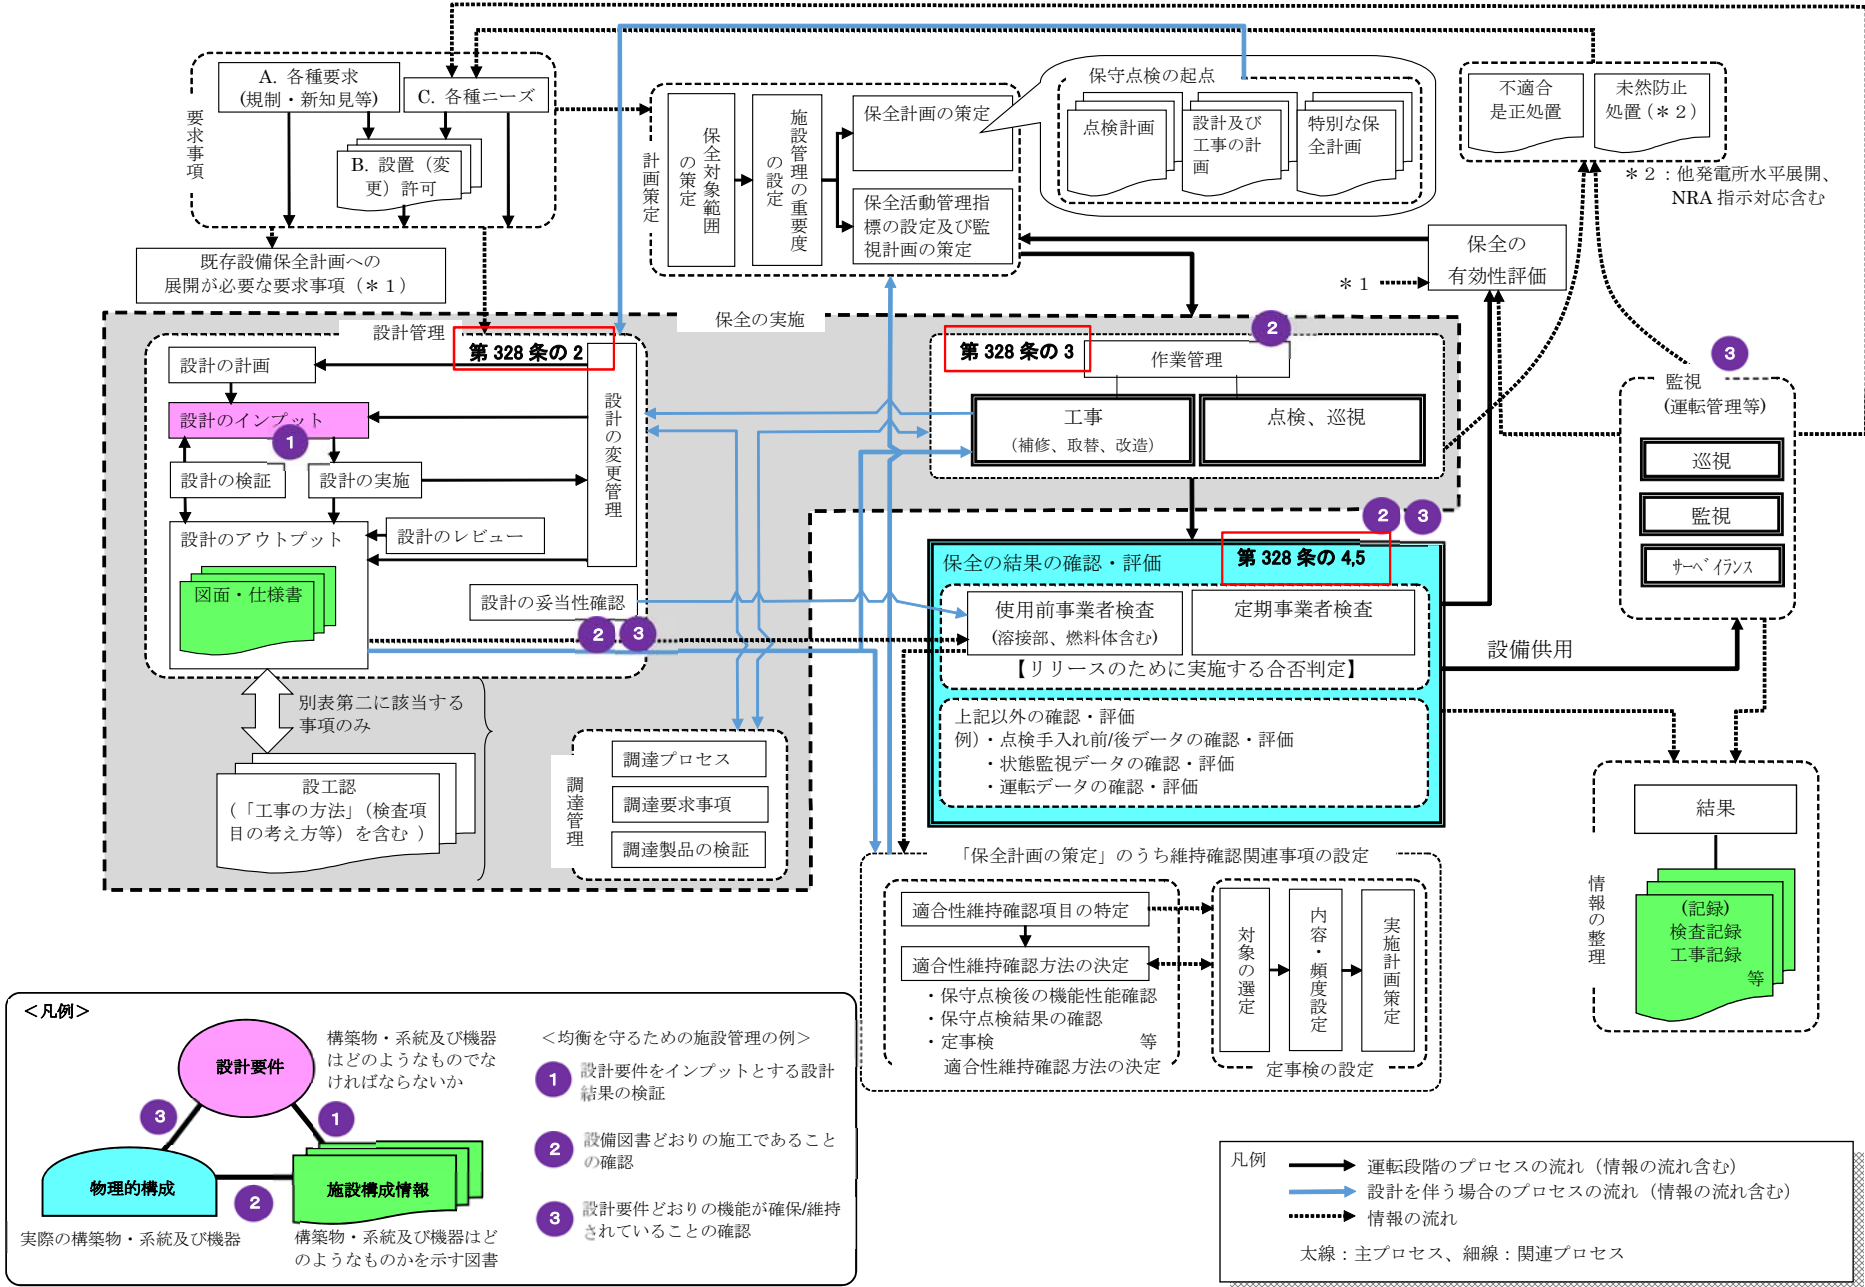 要求事項
A. 各種要求
(規制・新知見等)
C. 各種ニーズ
B. 設置（変
更）許可
既存設備保全計画への
展開が必要な要求事項（＊１）
計画策定
保全対象範囲
の策定
施設管理の重要度
の設定
保全計画の策定
保全活動管理指
標の設定及び監
視計画の策定
保守点検の起点
点検計画
設計及び
工事の計
画
特別な保
全計画
不適合
是正処置
未然防止
処置（＊２）
＊２：他発電所水平展開、
NRA 指示対応含む
保全の
有効性評価
＊１
保全の実施
設計管理
第 328 条の 2
設計の計画
設計のインプット
1
設計の検証
設計の実施
設計のアウトプット
設計のレビュー
図面・仕様書
設計の変更管理
設計の妥当性確認
2
3
別表第二に該当する
事項のみ
設工認
（「工事の方法」（検査項
目の考え方等）を含む ）
調達管理
調達プロセス
調達要求事項
調達製品の検証
第 328 条の 3
2
作業管理
工事
(補修、取替、改造)
点検、巡視
2
3
保全の結果の確認・評価
第 328 条の 4,5
使用前事業者検査
(溶接部、燃料体含む)
定期事業者検査
【リリースのために実施する合否判定】
上記以外の確認・評価
例）・点検手入れ前/後データの確認・評価
・状態監視データの確認・評価
・運転データの確認・評価
3
監視
(運転管理等)
巡視
監視
サーベイランス
設備供用
情報の整理
結果
(記録)
検査記録
工事記録
等
「保全計画の策定」のうち維持確認関連事項の設定
適合性維持確認項目の特定
適合性維持確認方法の決定
・保守点検後の機能性能確認
・保守点検結果の確認
・定事検　等
適合性維持確認方法の決定
対象の選定
内容・頻度設定
実施計画策定
定事検の設定
＜凡例＞
設計要件
構築物・系統及び機器
はどのようなものでな
ければならないか
3
1
物理的構成
2
施設構成情報
実際の構築物・系統及び機器
構築物・系統及び機器はど
のようなものかを示す図書
＜均衡を守るための施設管理の例＞
1
設計要件をインプットとする設計
結果の検証
2
設備図書どおりの施工であること
の確認
3
設計要件どおりの機能が確保/維持
されていることの確認
凡例
運転段階のプロセスの流れ（情報の流れ含む）
設計を伴う場合のプロセスの流れ（情報の流れ含む）
情報の流れ
太線：主プロセス、細線：関連プロセス